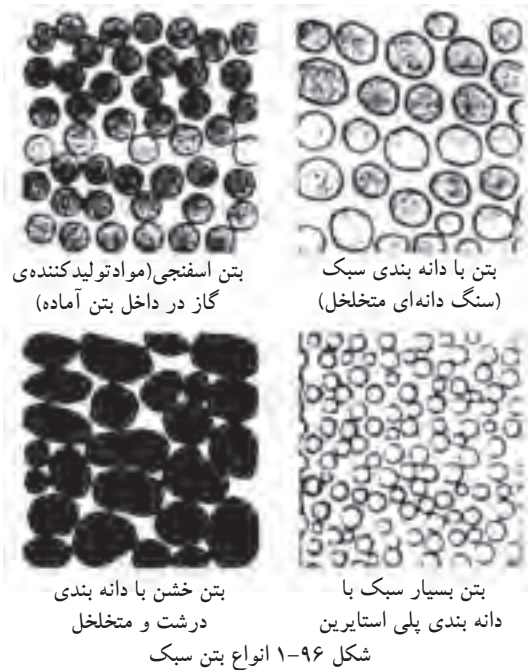 بتن با دانه بندی سبک
(سنگ دانه‌ای متخلخل)
بتن اسفنجی(موادتولیدکننده‌ی
گاز در داخل بتن آماده)
بتن بسیار سبک با
دانه بندی پلی استایرین
بتن خشن با دانه بندی
درشت و متخلخل
شکل ۹۶-۱ انواع بتن سبک